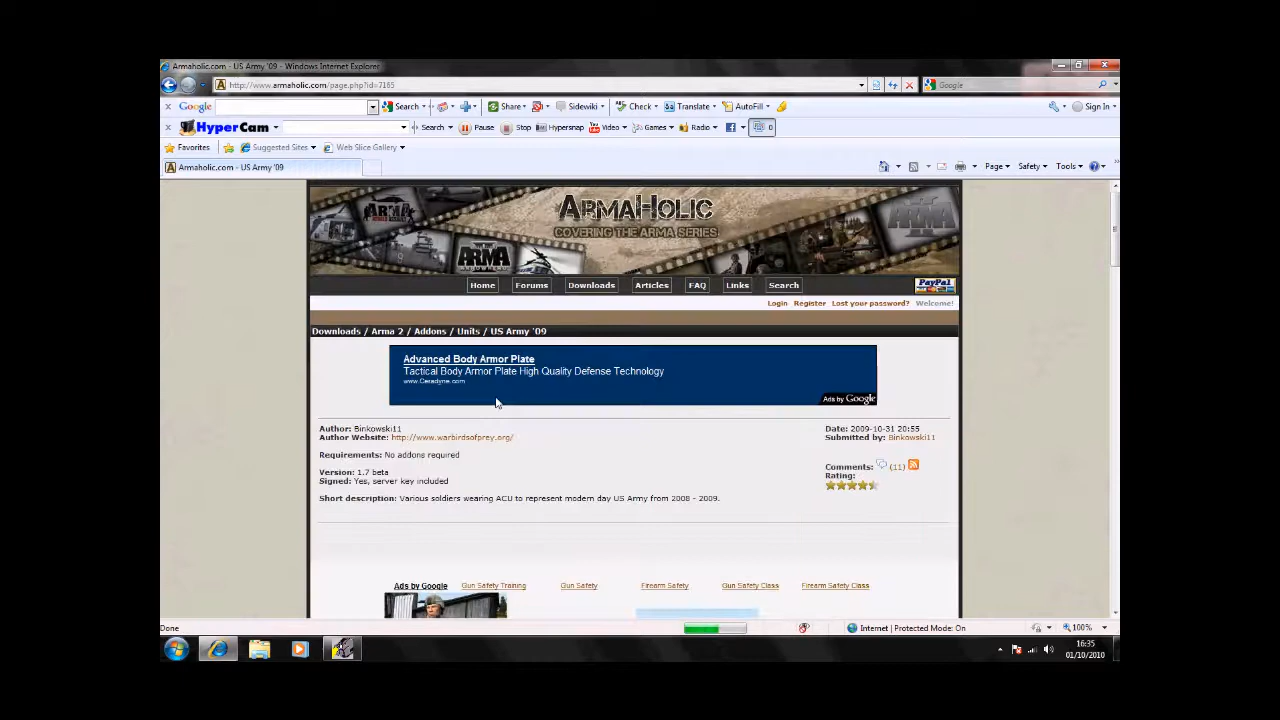 Armaholic.com - US Army '09 - Windows Internet Explorer
http://www.armaholic.com/page.php?id=7165
Google
Google
Search
Share
Sidewiki
Check
Translate
AutoFill
Sign In
HyperCam
Search
Pause
Stop
Hypersnap
Video
Games
Radio
0
Favorites
Suggested Sites
Web Slice Gallery
Armaholic.com - US Army '09
Page
Safety
Tools
ARMAHOLIC
COVERING THE ARMA SERIES
ARMA
Home
Forums
Downloads
Articles
FAQ
Links
Search
PayPal
Login Register Lost your password? Welcome!
Downloads / Arma 2 / Addons / Units / US Army '09
Advanced Body Armor Plate
Tactical Body Armor Plate High Quality Defense Technology
www.Ceradyne.com
Ads by Google
Author: Binkowski11
Author Website: http://www.warbirdsofprey.org/
Date: 2009-10-31 20:55
Submitted by: Binkowski11
Requirements: No addons required
Version: 1.7 beta
Signed: Yes, server key included
Comments: (11)
Rating:
Short description: Various soldiers wearing ACU to represent modern day US Army from 2008 - 2009.
Ads by Google
Gun Safety Training
Gun Safety
Firearm Safety
Gun Safety Class
Firearm Safety Class
Done
Internet | Protected Mode: On
100%
16:35
01/10/2010